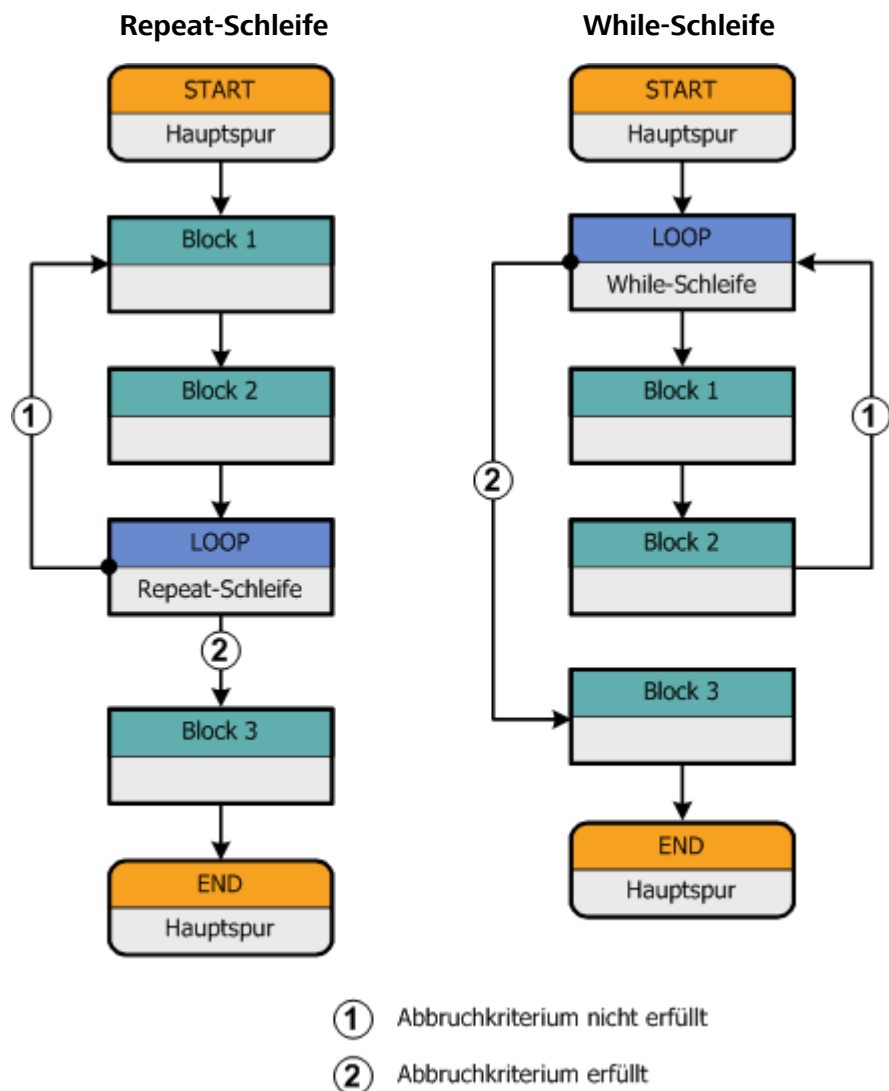 Repeat-Schleife
START
Hauptspur
Block 1
1
Block 2
LOOP
Repeat-Schleife
2
Block 3
END
Hauptspur
While-Schleife
START
Hauptspur
LOOP
While-Schleife
Block 1
1
2
Block 2
Block 3
END
Hauptspur
1 Abbruchkriterium nicht erfüllt
2 Abbruchkriterium erfüllt